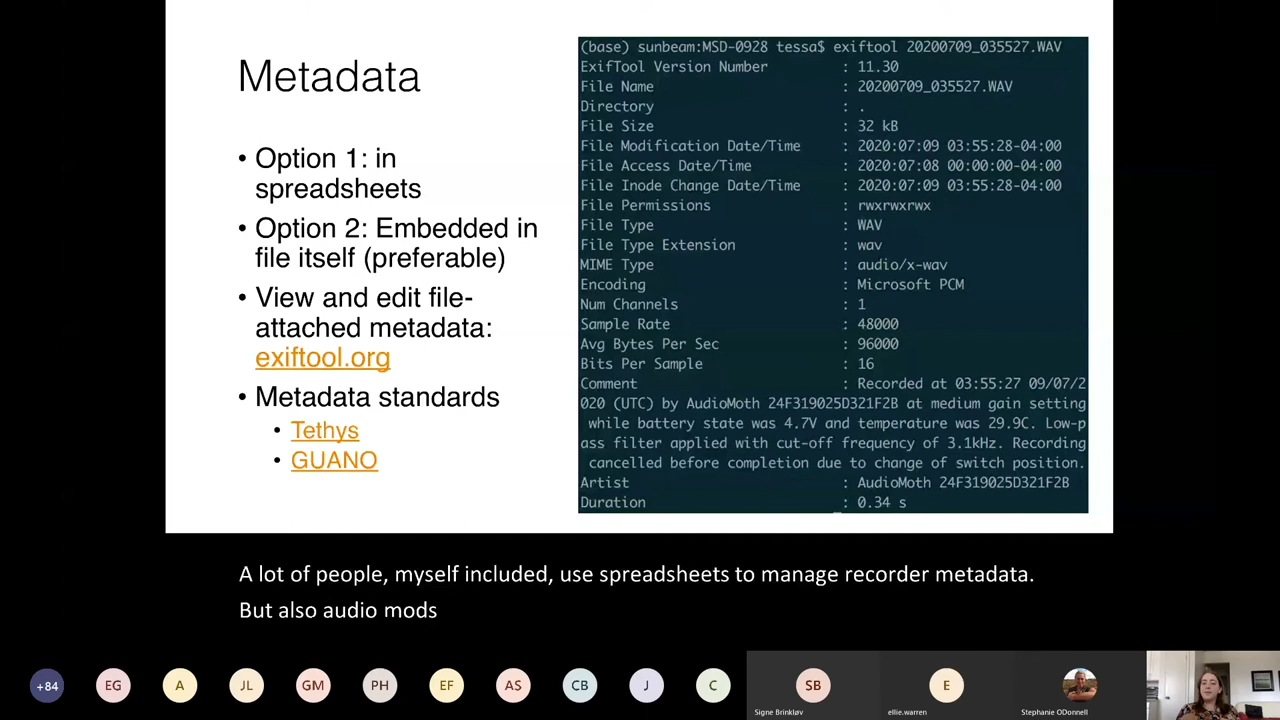 Metadata
• Option 1: in
spreadsheets
• Option 2: Embedded in
file itself (preferable)
• View and edit file-
attached metadata:
exiftool.org
• Metadata standards
• Tethys
• GUANO
(base) sunbeam:MSD-0928 tessa$ exiftool 20200709_035527.WAV
ExifTool Version Number : 11.30
File Name : 20200709_035527.WAV
Directory : .
File Size : 32 kB
File Modification Date/Time : 2020:07:09 03:55:28-04:00
File Access Date/Time : 2020:07:08 00:00:00-04:00
File Inode Change Date/Time : 2020:07:09 03:55:28-04:00
File Permissions : rwxrwxrwx
File Type : WAV
File Type Extension : wav
MIME Type : audio/x-wav
Encoding : Microsoft PCM
Num Channels : 1
Sample Rate : 48000
Avg Bytes Per Sec : 96000
Bits Per Sample : 16
Comment : Recorded at 03:55:27 09/07/2
020 (UTC) by AudioMoth 24F319025D321F2B at medium gain setting
while battery state was 4.7V and temperature was 29.9C. Low-p
ass filter applied with cut-off frequency of 3.1kHz. Recording
cancelled before completion due to change of switch position.
Artist : AudioMoth 24F319025D321F2B
Duration : 0.34 s
A lot of people, myself included, use spreadsheets to manage recorder metadata.
But also audio mods
+84 EG A JL GM PH EF AS CB J C SB E
Signe Brinkløv ellie.warren Stephanie ODonnell